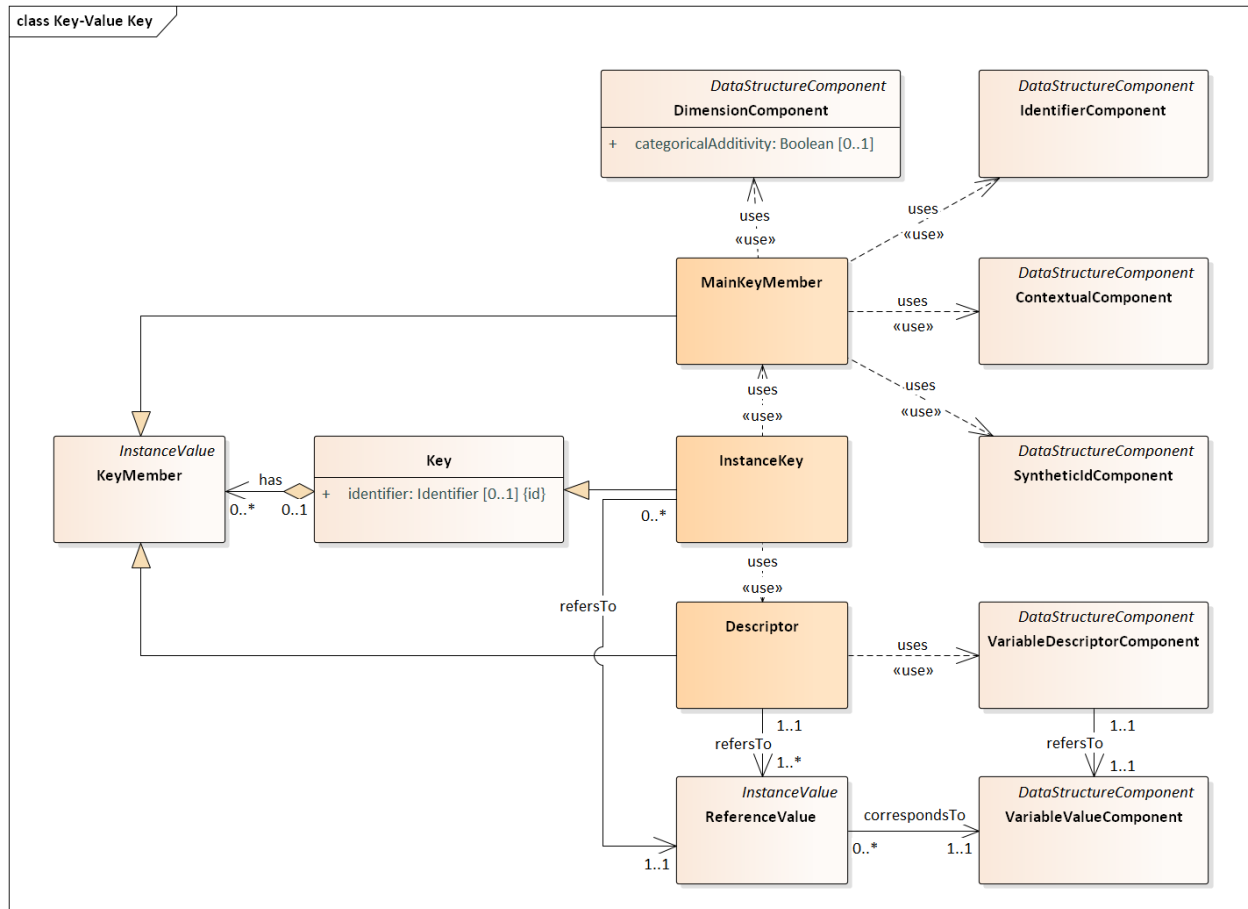 class Key-Value Key
DataStructureComponent
DimensionComponent
+ categoricalAdditivity: Boolean [0..1]
DataStructureComponent
IdentifierComponent
uses
«use»
uses
«use»
MainKeyMember
DataStructureComponent
ContextualComponent
uses
«use»
uses
«use»
uses
«use»
InstanceValue
KeyMember
has
0..*
0..1
Key
+ identifier: Identifier [0..1] {id}
InstanceKey
0..*
DataStructureComponent
SyntheticIdComponent
uses
«use»
refersTo
Descriptor
uses
«use»
DataStructureComponent
VariableDescriptorComponent
1..1
refersTo
1..*
1..1
refersTo
1..1
InstanceValue
ReferenceValue
1..1
correspondsTo
0..*
1..1
DataStructureComponent
VariableValueComponent